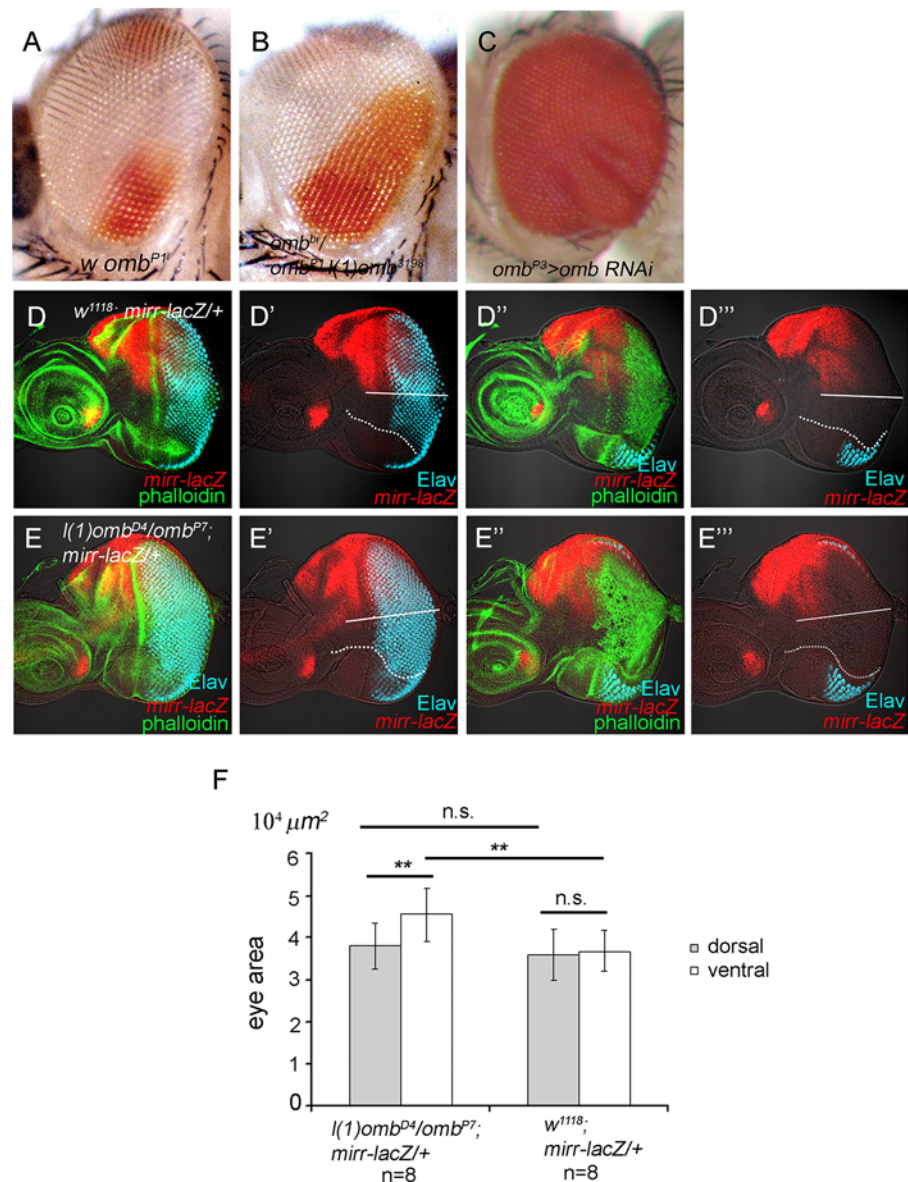 A
w omb^P1
B
omb^bi/
omb^P1 l(1)omb^3198
C
omb^P3>omb RNAi
D
w^1118; mirr-lacZ/+
mirr-lacZ
phalloidin
D'
Elav
mirr-lacZ
D''
mirr-lacZ
phalloidin
D'''
Elav
mirr-lacZ
E
l(1)omb^D4/omb^P7;
mirr-lacZ/+
Elav
mirr-lacZ
phalloidin
E'
Elav
mirr-lacZ
E''
Elav
mirr-lacZ
phalloidin
E'''
Elav
mirr-lacZ
F
10^4 μm^2
n.s.
**
**
n.s.
6
5
4
3
2
1
0
eye area
dorsal
ventral
l(1)omb^D4/omb^P7;
mirr-lacZ/+
n=8
w^1118;
mirr-lacZ/+
n=8